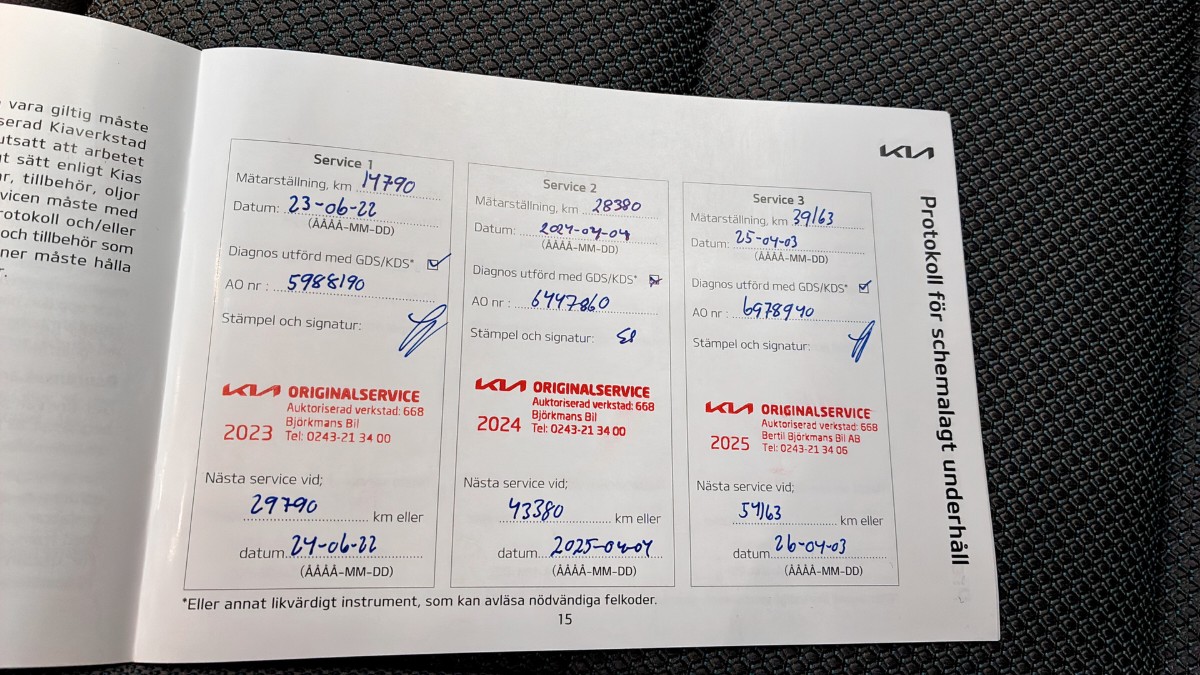 vara giltig måste
serad Kiaverkstad
utsatt att arbetet
t sätt enligt Kias
r, tillbehör, oljor
vicen måste med
rotokoll och/eller
och tillbehör som
ner måste hålla
r.
KIA
Protokoll för schemalagt underhåll
Service 1
Mätarställning, km 14790
Datum: 23-06-22
(ÅÅÅÅ-MM-DD)
Diagnos utförd med GDS/KDS*
AO nr : 5988190
Stämpel och signatur:
KIA ORIGINALSERVICE
Auktoriserad verkstad: 668
Björkmans Bil
2023 Tel: 0243-21 34 00
Nästa service vid;
29790 km eller
datum. 24-06-22
(ÅÅÅÅ-MM-DD)
Service 2
Mätarställning, km 28380
Datum: 2024-04-04
(ÅÅÅÅ-MM-DD)
Diagnos utförd med GDS/KDS*
AO nr : 6447860
Stämpel och signatur:
KIA ORIGINALSERVICE
Auktoriserad verkstad: 668
Björkmans Bil
2024 Tel: 0243-21 34 00
Nästa service vid;
43380 km eller
datum. 2025-04-04
(ÅÅÅÅ-MM-DD)
Service 3
Mätarställning, km 39163
Datum: 25-04-03
(ÅÅÅÅ-MM-DD)
Diagnos utförd med GDS/KDS*
AO nr : 6978940
Stämpel och signatur:
KIA ORIGINALSERVICE
Auktoriserad verkstad: 668
Bertil Björkmans Bil AB
2025 Tel: 0243-21 34 06
Nästa service vid;
54163 km eller
datum. 26-04-03
(ÅÅÅÅ-MM-DD)
*Eller annat likvärdigt instrument, som kan avläsa nödvändiga felkoder.
15